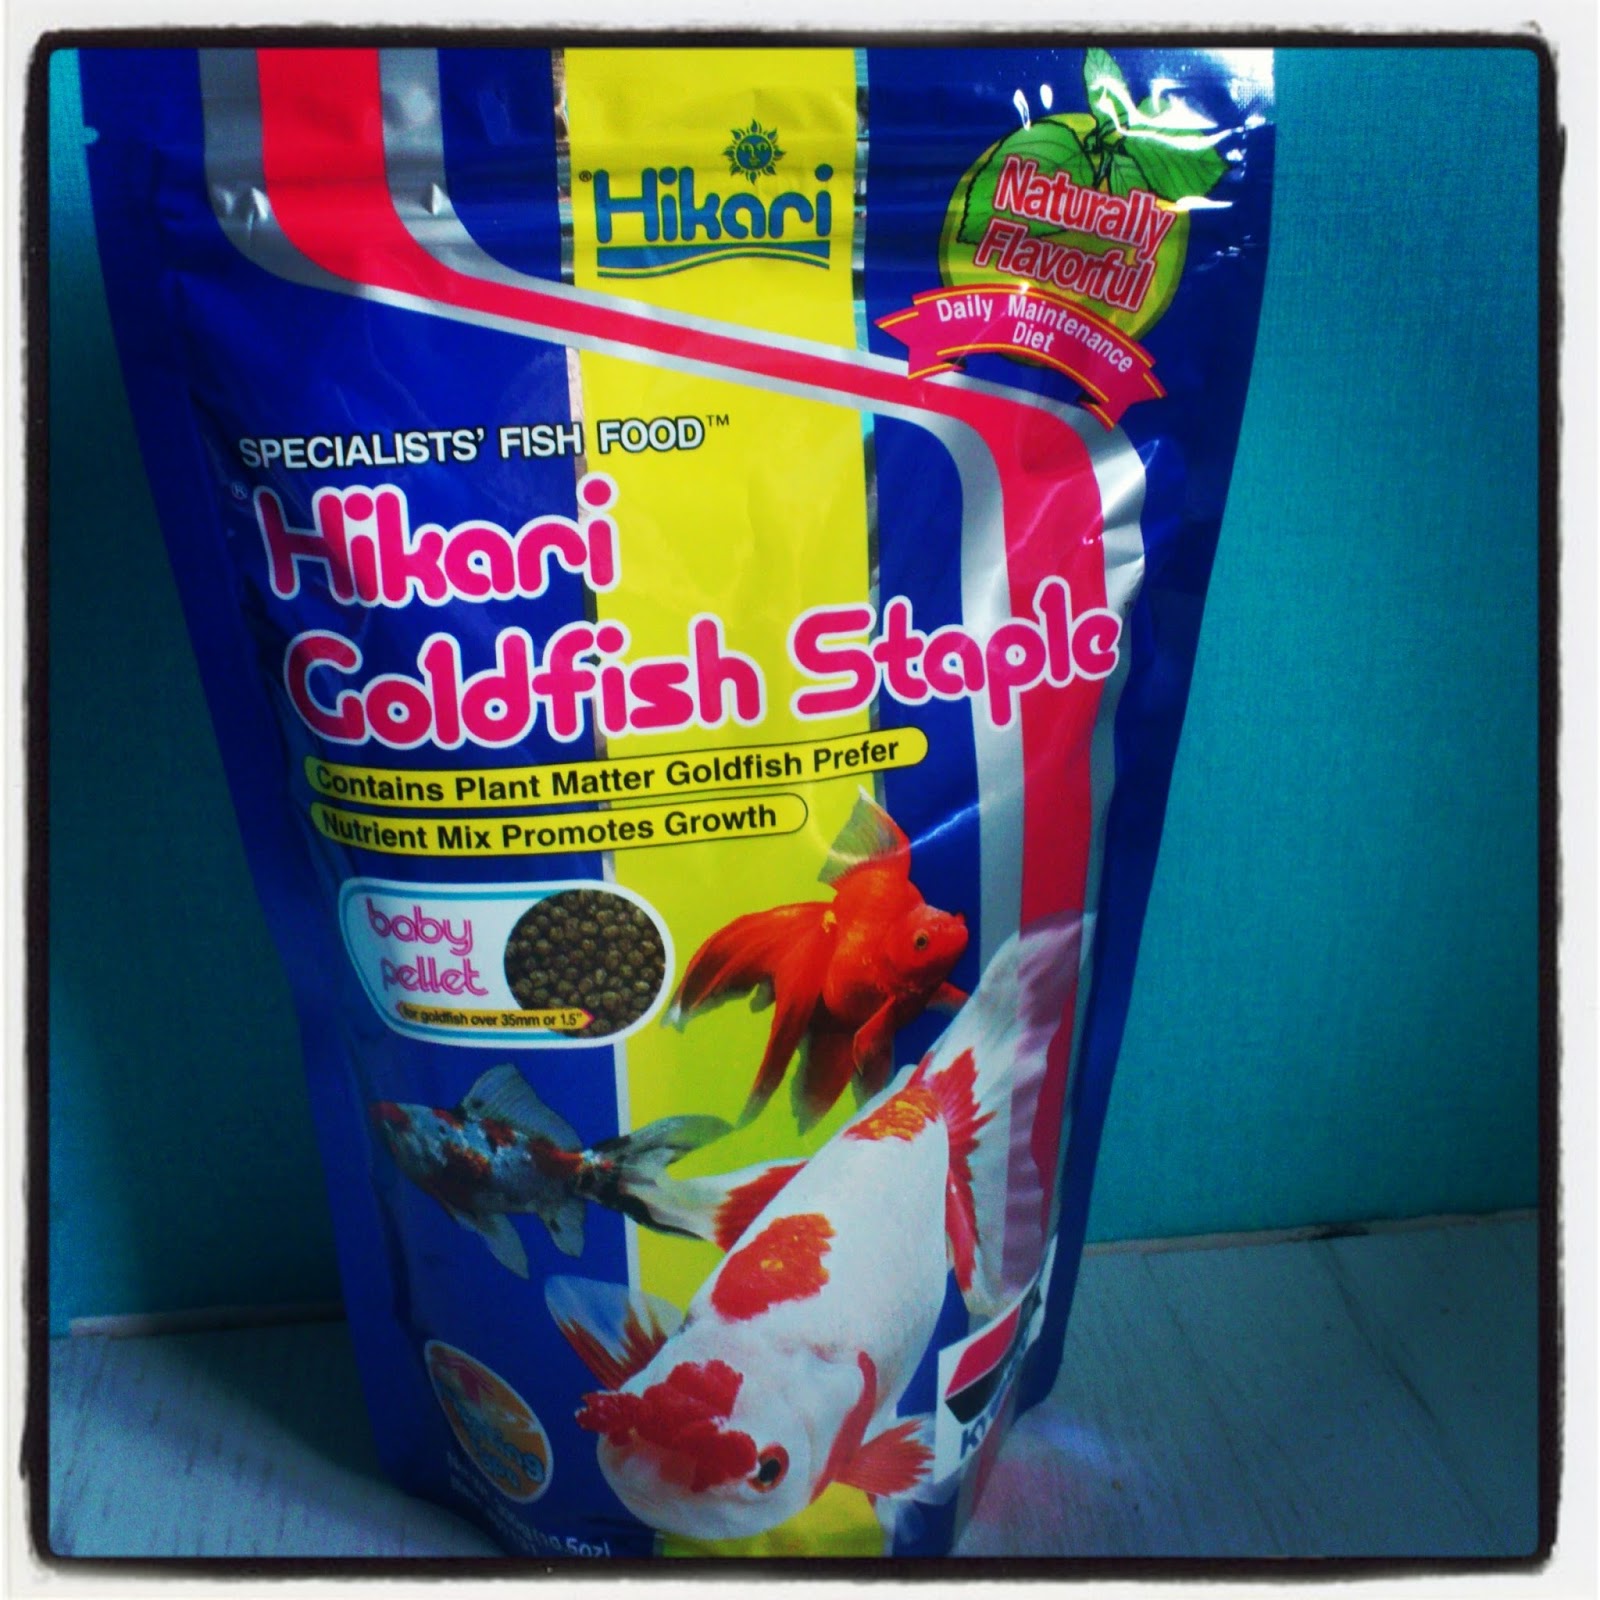 ® Hikari
Naturally
Flavorful
Daily Maintenance
Diet
SPECIALISTS' FISH FOOD™
® Hikari
Goldfish Staple
Contains Plant Matter Goldfish Prefer
Nutrient Mix Promotes Growth
baby
pellet
for goldfish over 35mm or 1.5"